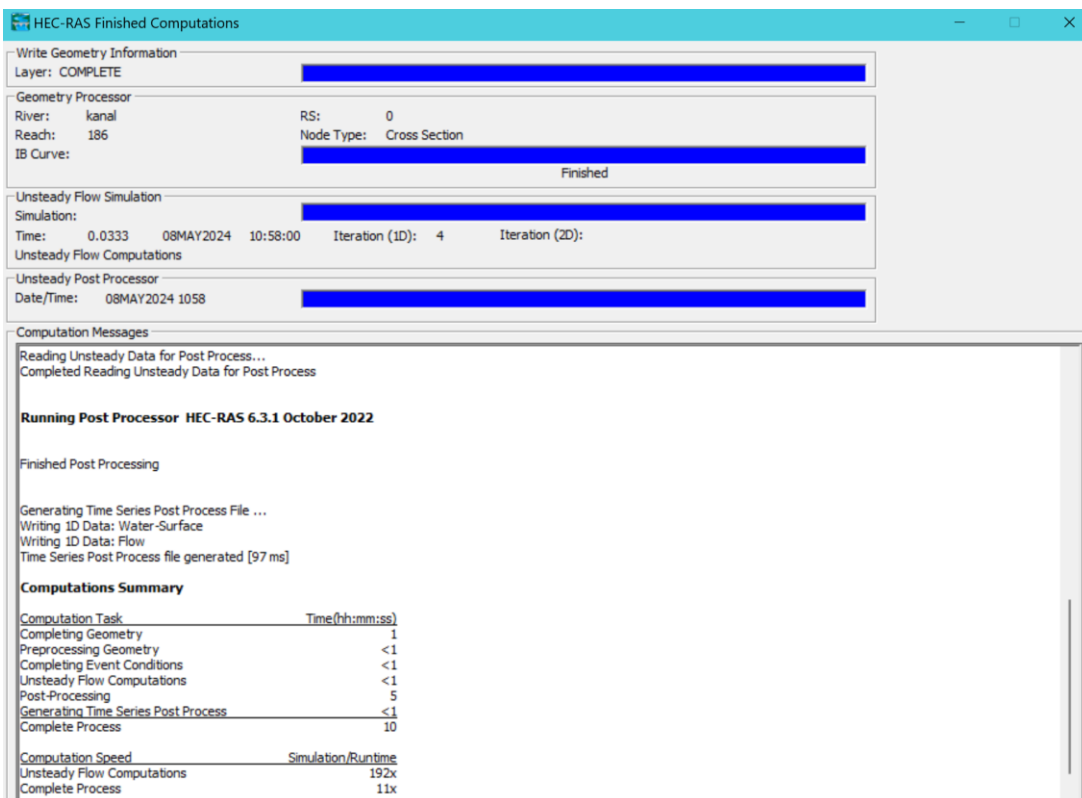 HEC-RAS Finished Computations
Write Geometry Information
Layer: COMPLETE
Geometry Processor
River: kanal RS: 0
Reach: 186 Node Type: Cross Section
IB Curve:
Finished
Unsteady Flow Simulation
Simulation:
Time: 0.0333 08MAY2024 10:58:00 Iteration (1D): 4 Iteration (2D):
Unsteady Flow Computations
Unsteady Post Processor
Date/Time: 08MAY2024 1058
Computation Messages
Reading Unsteady Data for Post Process...
Completed Reading Unsteady Data for Post Process
Running Post Processor HEC-RAS 6.3.1 October 2022
Finished Post Processing
Generating Time Series Post Process File ...
Writing 1D Data: Water-Surface
Writing 1D Data: Flow
Time Series Post Process file generated [97 ms]
Computations Summary
Computation Task Time(hh:mm:ss)
Completing Geometry 1
Preprocessing Geometry <1
Completing Event Conditions <1
Unsteady Flow Computations <1
Post-Processing 5
Generating Time Series Post Process <1
Complete Process 10
Computation Speed Simulation/Runtime
Unsteady Flow Computations 192x
Complete Process 11x